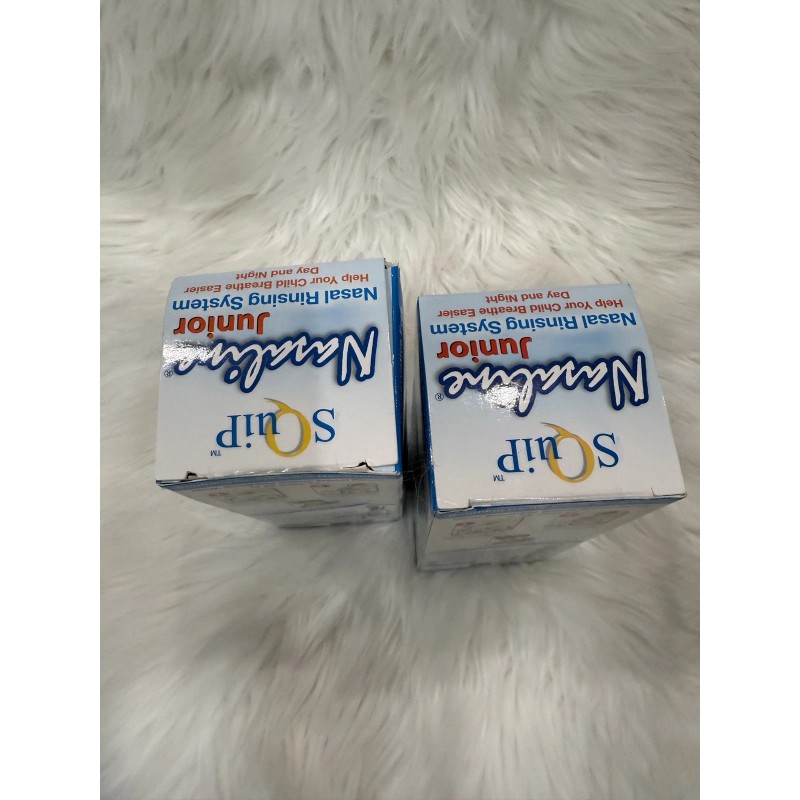 SQuiP™
Nasaline®
Junior
Nasal Rinsing System
Help Your Child Breathe Easier
Day and Night
SQuiP™
Nasaline®
Junior
Nasal Rinsing System
Help Your Child Breathe Easier
Day and Night